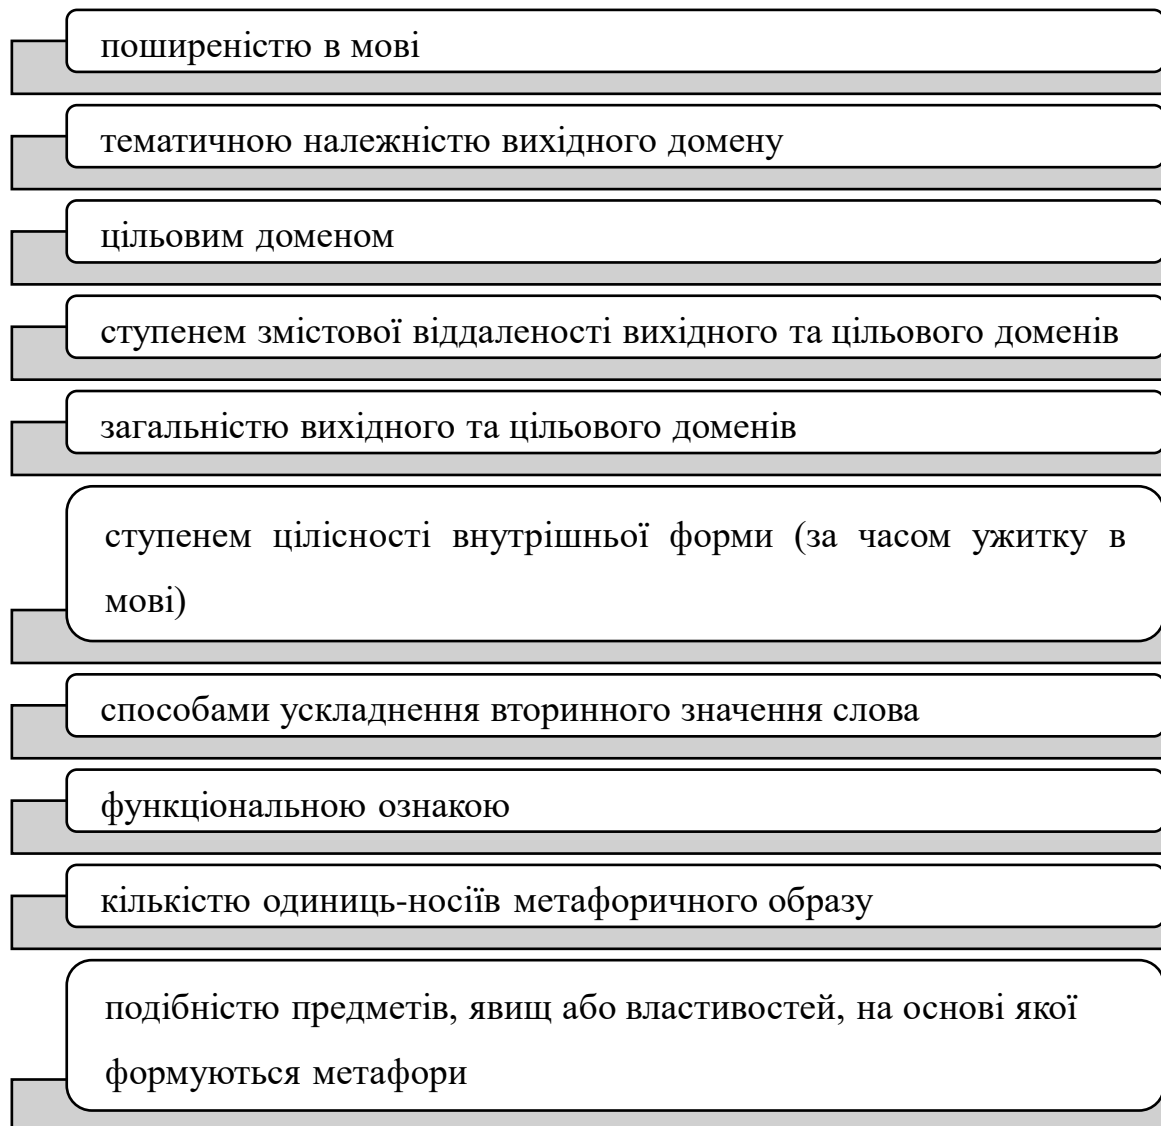 поширеністю в мові
тематичною належністю вихідного домену
цільовим доменом
ступенем змістової віддаленості вихідного та цільового доменів
загальністю вихідного та цільового доменів
ступенем цілісності внутрішньої форми (за часом ужитку в
мові)
способами ускладнення вторинного значення слова
функціональною ознакою
кількістю одиниць-носіїв метафоричного образу
подібністю предметів, явищ або властивостей, на основі якої
формуються метафори